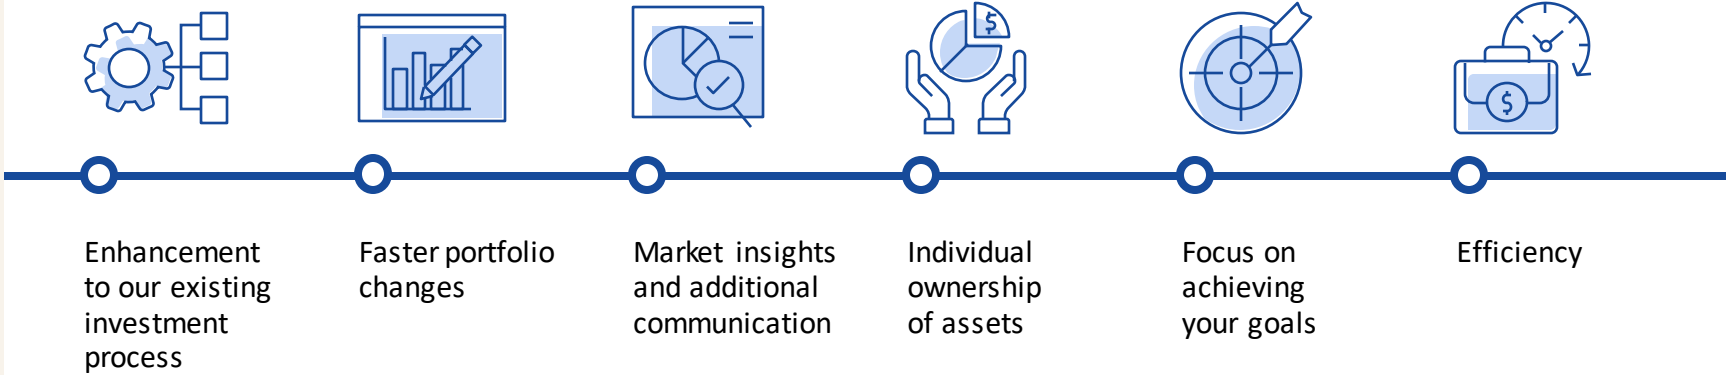 Enhancement
to our existing
investment
process
Faster portfolio
changes
Market insights
and additional
communication
Individual
ownership
of assets
Focus on
achieving
your goals
Efficiency
$
$